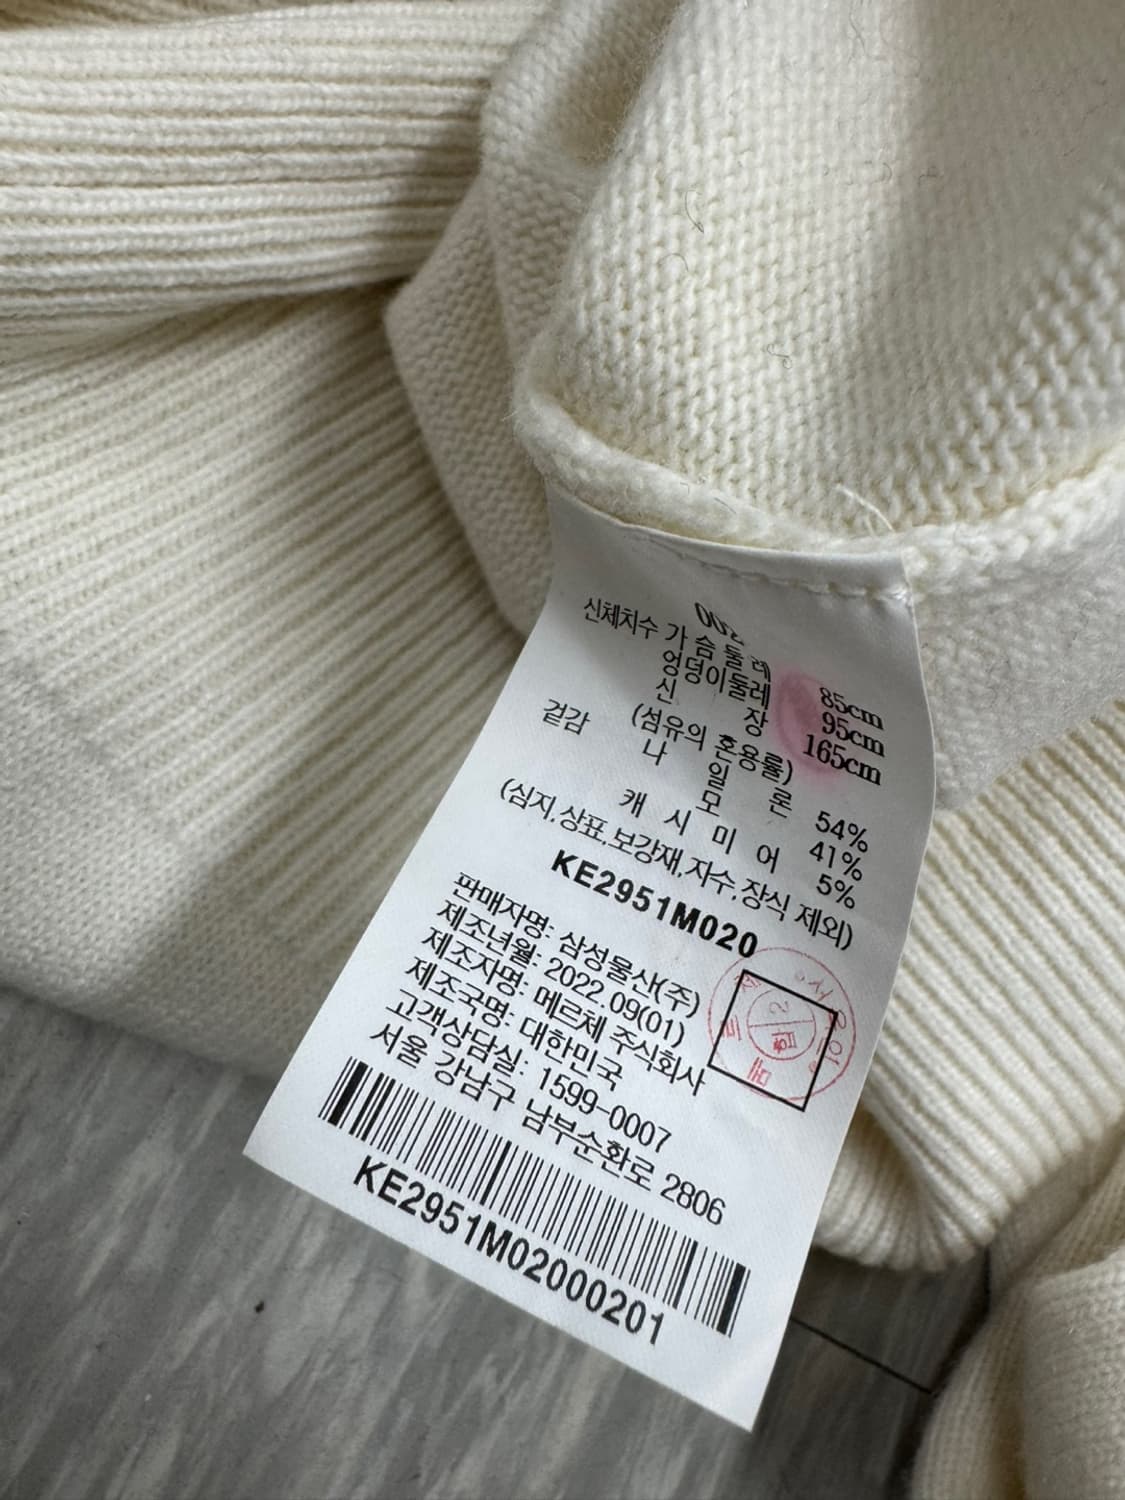 002
신체치수 가슴둘레 85cm
엉덩이둘레 95cm
신장 165cm
(섬유의 혼용률)
겉감 나일론 54%
모 41%
캐시미어 5%
(심지,상표,보강재,자수,장식 제외)
KE2951M020
판매자명: 삼성물산(주)
제조년월: 2022.09(01)
제조자명: 메르체 주식회사
제조국명: 대한민국
고객상담실: 1599-0007
서울 강남구 남부순환로 2806
KE2951M02000201